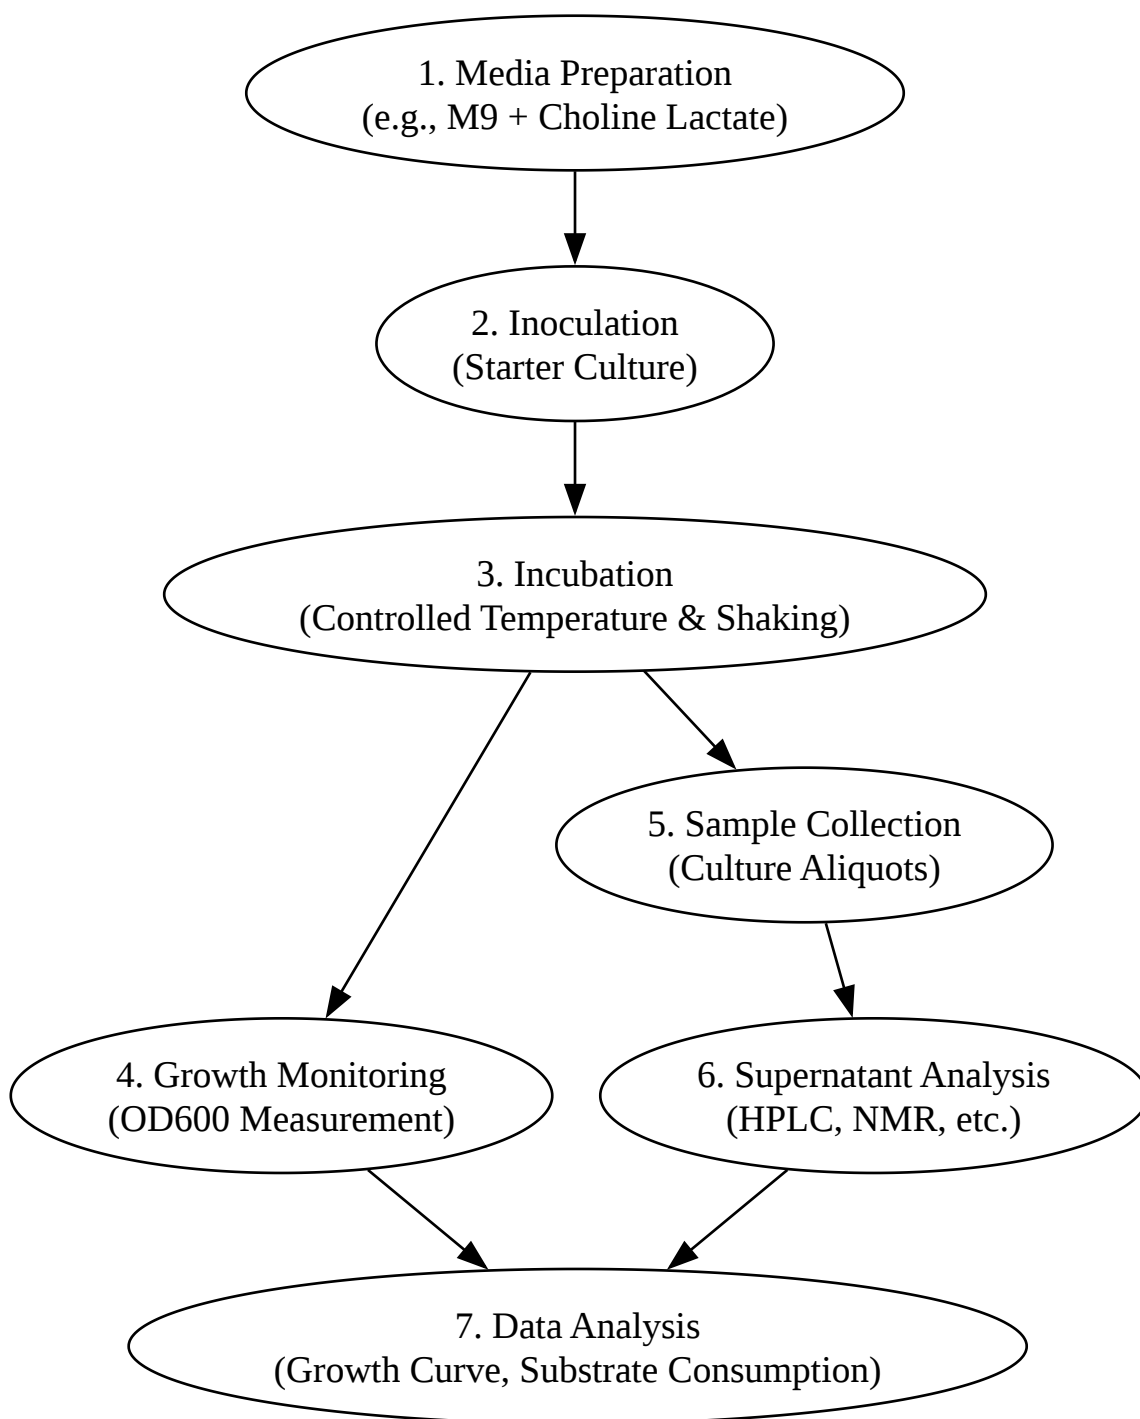 1. Media Preparation
(e.g., M9 + Choline Lactate)
2. Inoculation
(Starter Culture)
3. Incubation
(Controlled Temperature & Shaking)
5. Sample Collection
(Culture Aliquots)
4. Growth Monitoring
(OD600 Measurement)
6. Supernatant Analysis
(HPLC, NMR, etc.)
7. Data Analysis
(Growth Curve, Substrate Consumption)